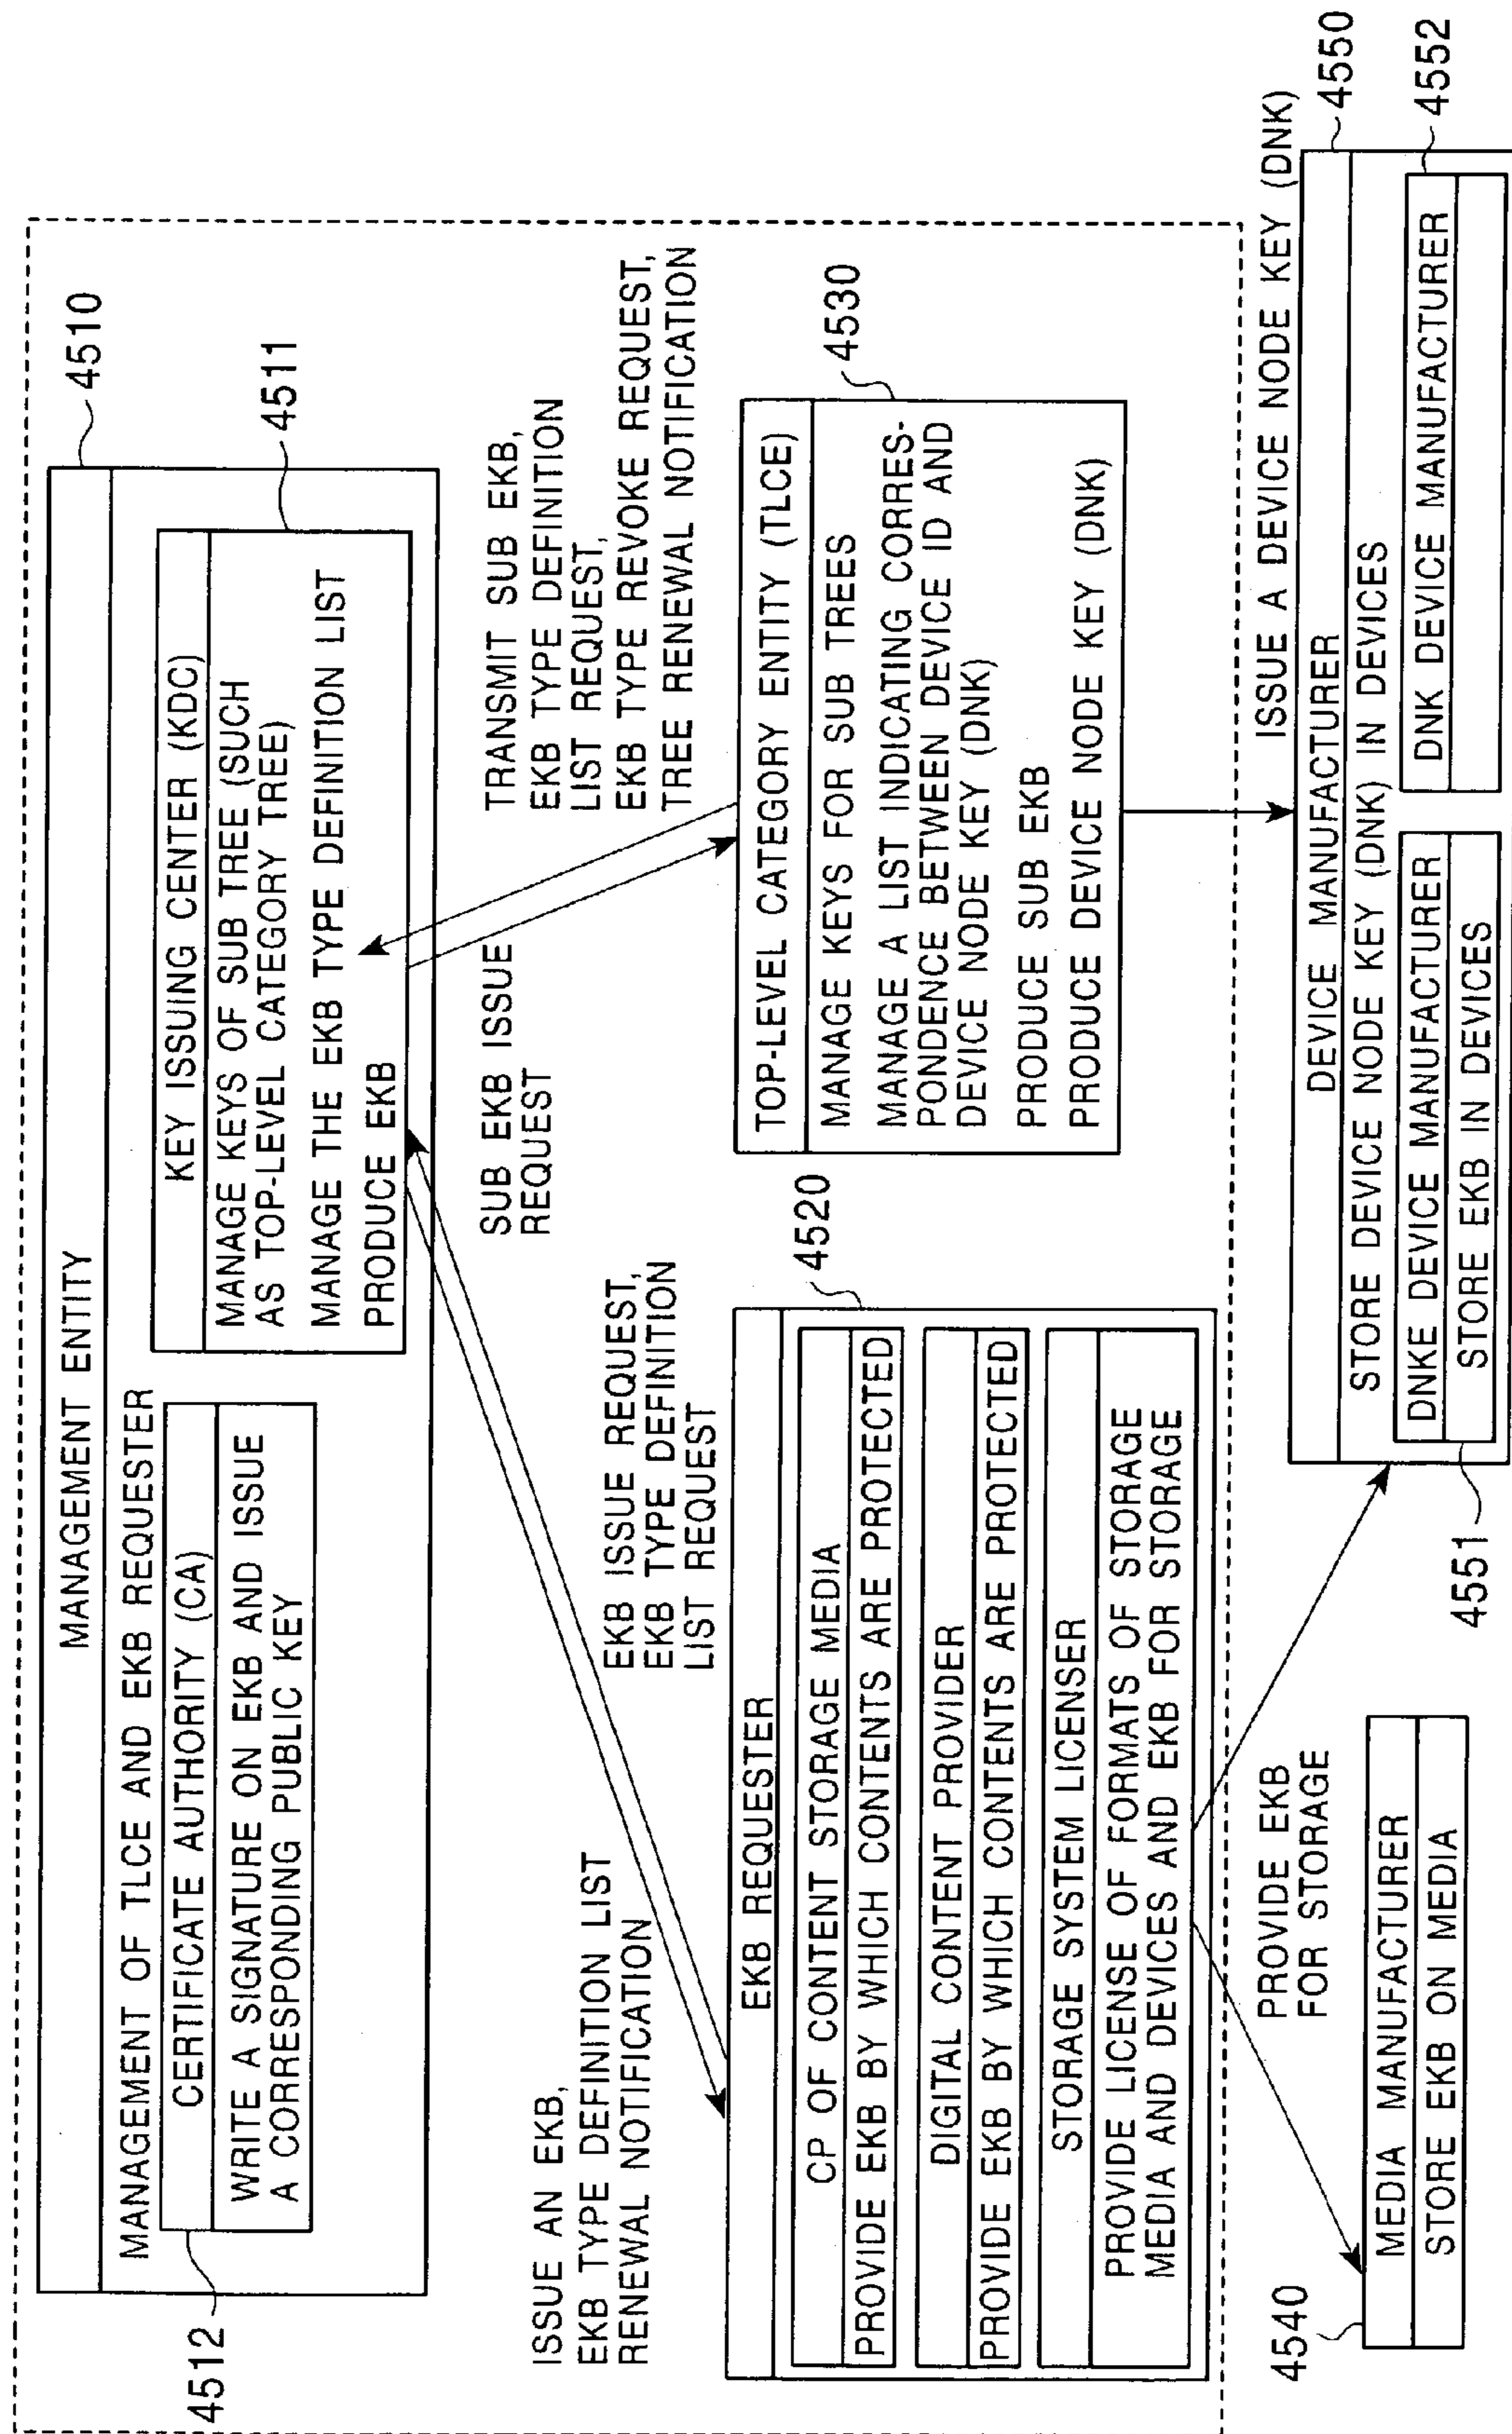 4510
MANAGEMENT ENTITY
MANAGEMENT OF TLCE AND EKB REQUESTER
4512
CERTIFICATE AUTHORITY (CA)
WRITE A SIGNATURE ON EKB AND ISSUE
A CORRESPONDING PUBLIC KEY
4511
KEY ISSUING CENTER (KDC)
MANAGE KEYS OF SUB TREE (SUCH
AS TOP-LEVEL CATEGORY TREE)
MANAGE THE EKB TYPE DEFINITION LIST
PRODUCE EKB
ISSUE AN EKB,
EKB TYPE DEFINITION LIST
RENEWAL NOTIFICATION
EKB ISSUE REQUEST,
EKB TYPE DEFINITION
LIST REQUEST
SUB EKB ISSUE
REQUEST
TRANSMIT SUB EKB,
EKB TYPE DEFINITION
LIST REQUEST,
EKB TYPE REVOKE REQUEST,
TREE RENEWAL NOTIFICATION
4520
EKB REQUESTER
CP OF CONTENT STORAGE MEDIA
PROVIDE EKB BY WHICH CONTENTS ARE PROTECTED
DIGITAL CONTENT PROVIDER
PROVIDE EKB BY WHICH CONTENTS ARE PROTECTED
STORAGE SYSTEM LICENSER
PROVIDE LICENSE OF FORMATS OF STORAGE
MEDIA AND DEVICES AND EKB FOR STORAGE
4530
TOP-LEVEL CATEGORY ENTITY (TLCE)
MANAGE KEYS FOR SUB TREES
MANAGE A LIST INDICATING CORRES-
PONDENCE BETWEEN DEVICE ID AND
DEVICE NODE KEY (DNK)
PRODUCE SUB EKB
PRODUCE DEVICE NODE KEY (DNK)
PROVIDE EKB
FOR STORAGE
ISSUE A DEVICE NODE KEY (DNK)
4540
MEDIA MANUFACTURER
STORE EKB ON MEDIA
4550
DEVICE MANUFACTURER
STORE DEVICE NODE KEY (DNK) IN DEVICES
4551
DNKE DEVICE MANUFACTURER
STORE EKB IN DEVICES
4552
DNK DEVICE MANUFACTURER